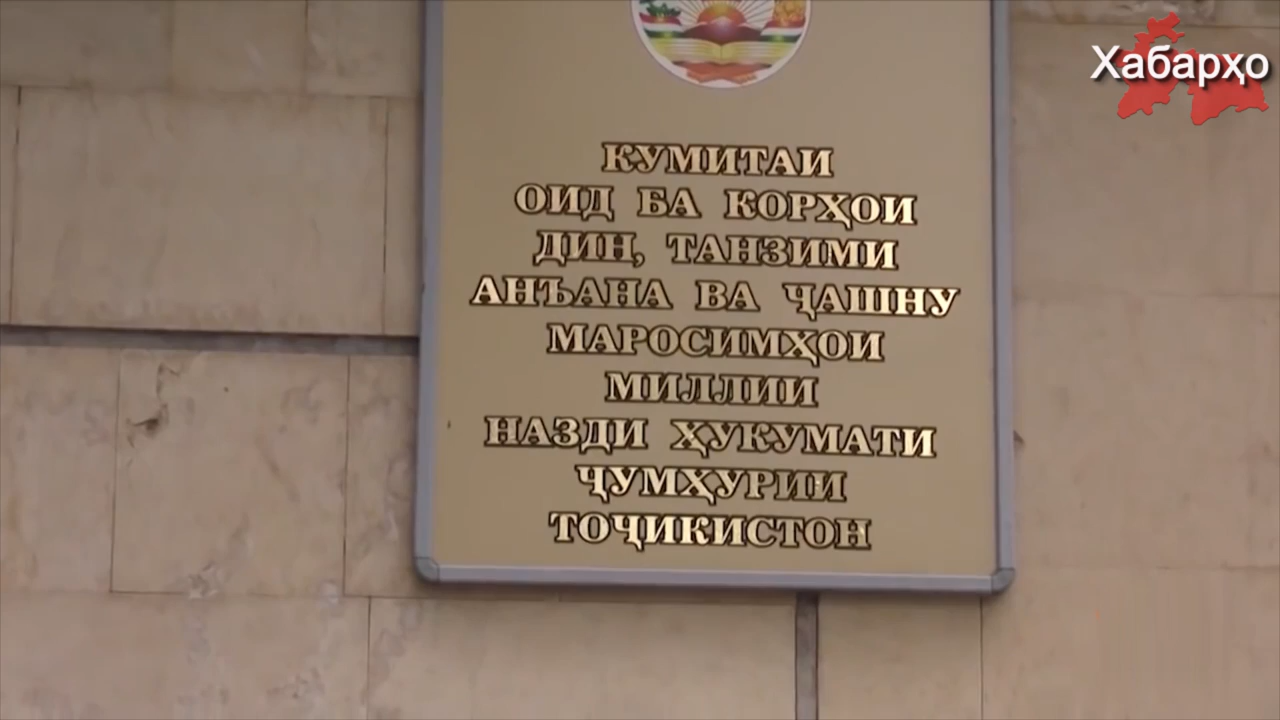 Хабарҳо
КУМИТАИ
ОИД БА КОРҲОИ
ДИН, ТАНЗИМИ
АНЪАНА ВА ҶАШНУ
МАРОСИМҲОИ
МИЛЛИИ
НАЗДИ ҲУКУМАТИ
ҶУМҲУРИИ
ТОҶИКИСТОН